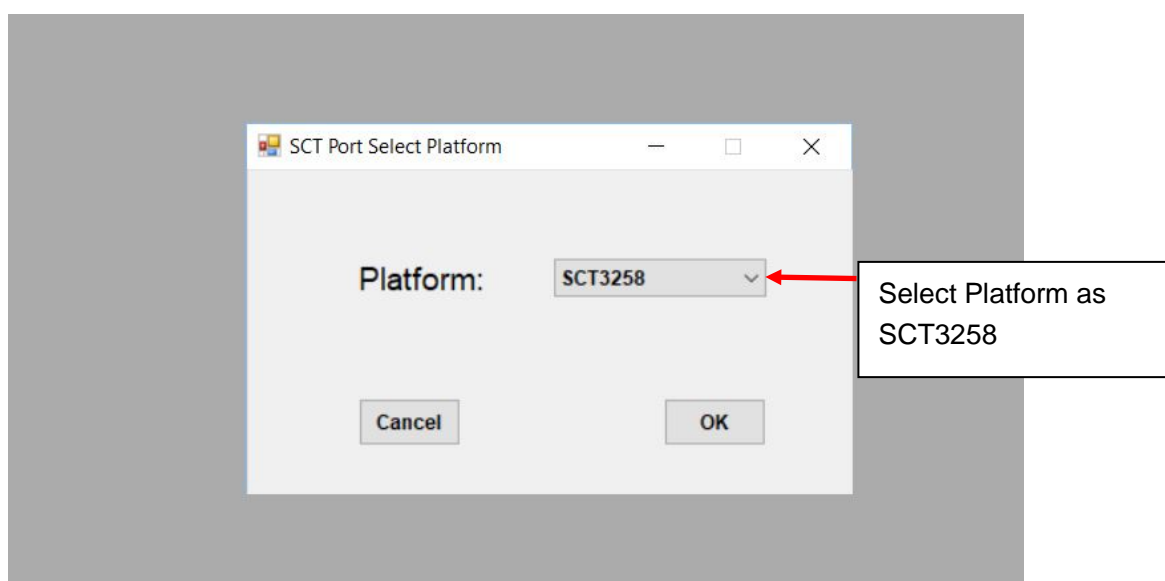 SCT Port Select Platform
Platform:
SCT3258
Select Platform as
SCT3258
Cancel
OK